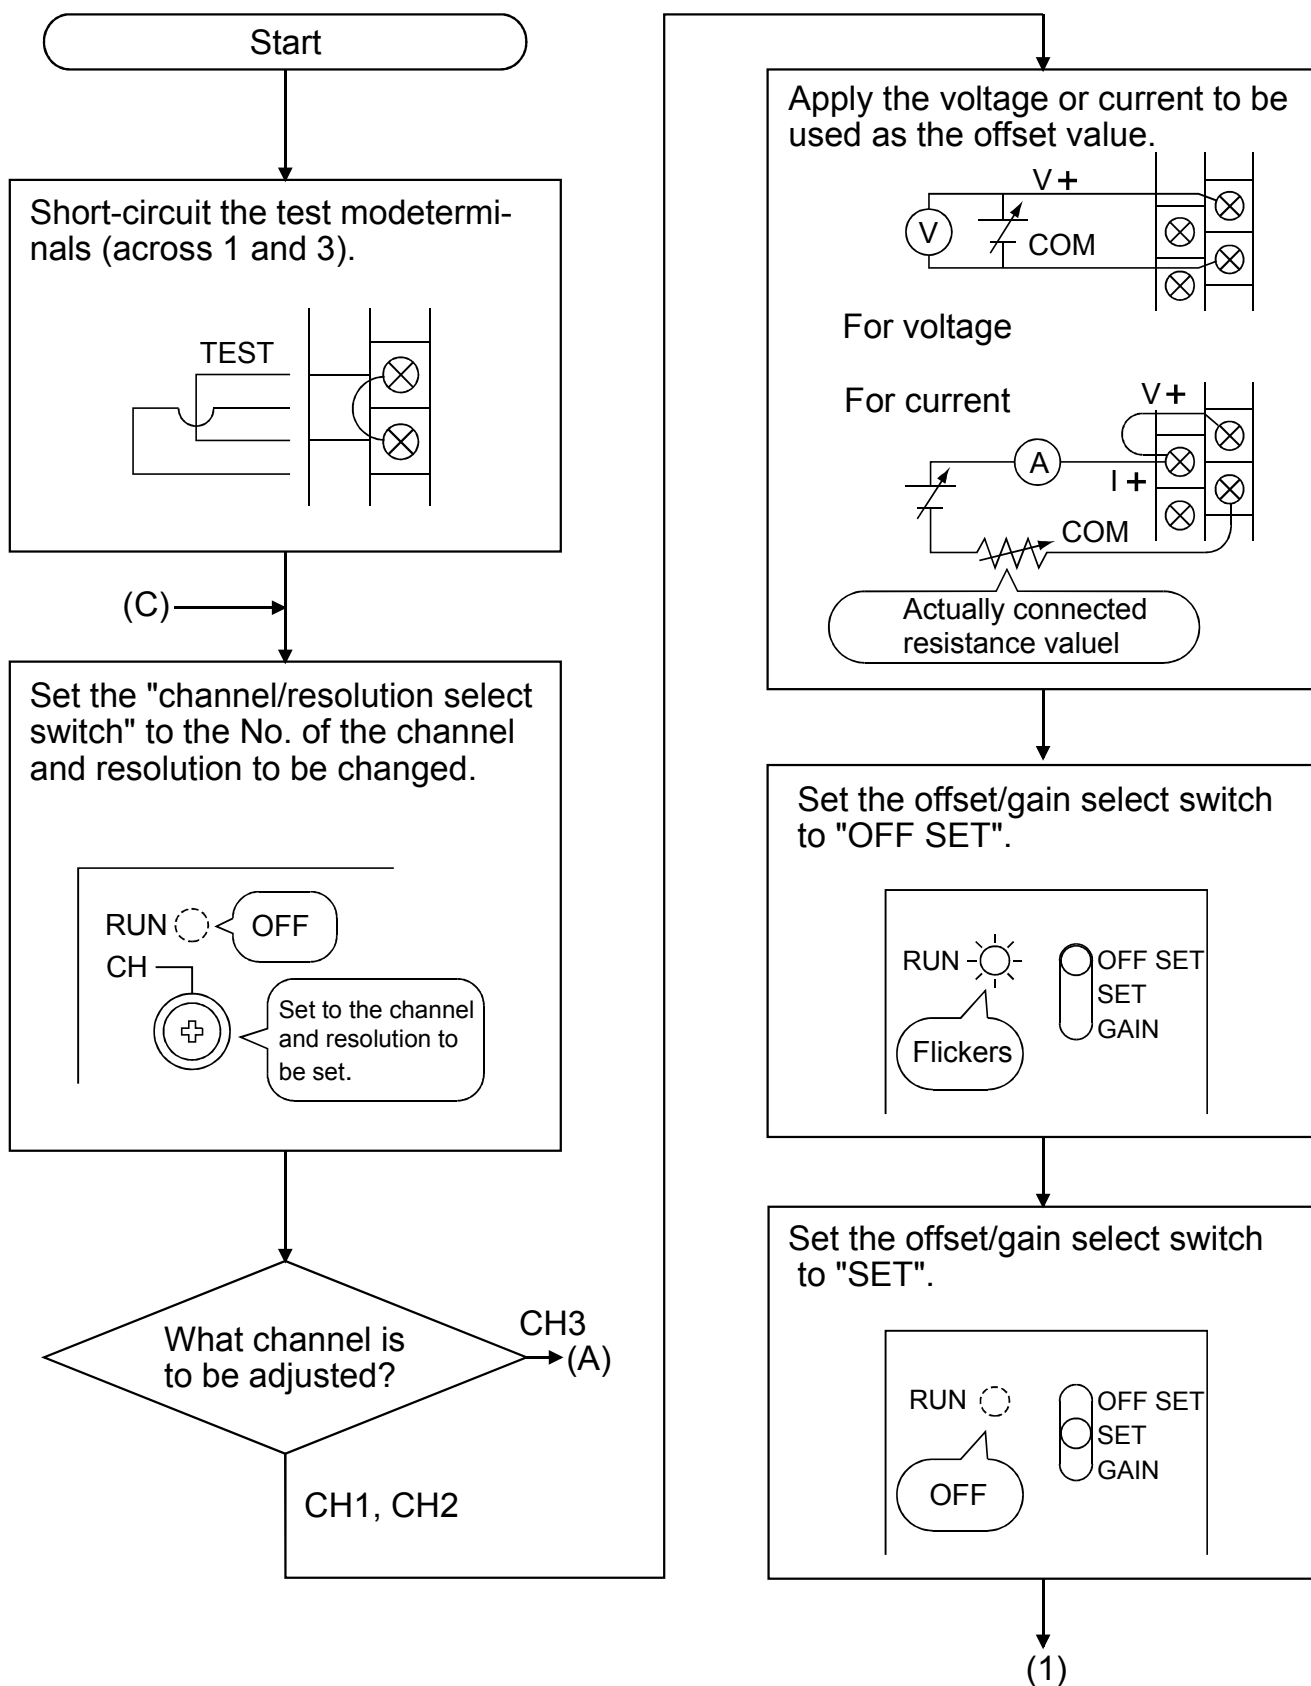 Start
Short-circuit the test modetermi-
nals (across 1 and 3).
TEST
(C)
Set the "channel/resolution select
switch" to the No. of the channel
and resolution to be changed.
RUN
OFF
CH
Set to the channel
and resolution to
be set.
What channel is
to be adjusted?
CH3
(A)
CH1, CH2
Apply the voltage or current to be
used as the offset value.
V +
V
COM
For voltage
For current
V +
A
I +
COM
Actually connected
resistance valuel
Set the offset/gain select switch
to "OFF SET".
RUN
OFF SET
SET
GAIN
Flickers
Set the offset/gain select switch
to "SET".
RUN
OFF SET
SET
GAIN
OFF
(1)